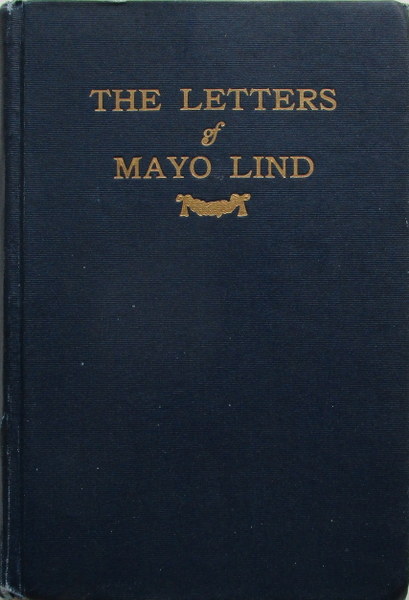 THE LETTERS
of
MAYO LIND